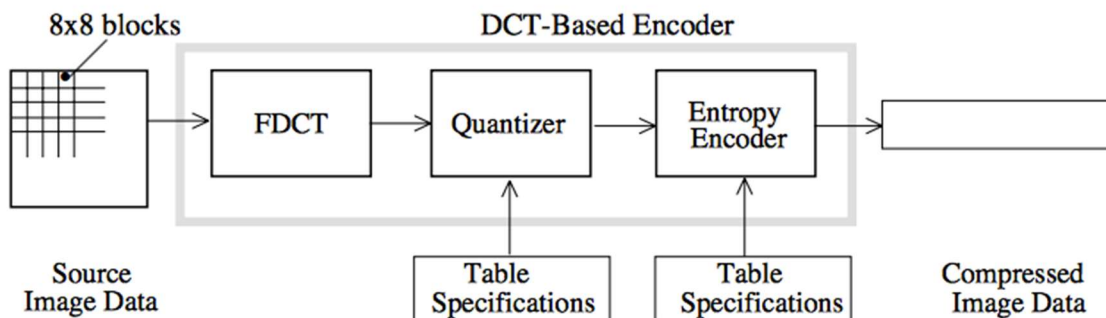 8x8 blocks
DCT-Based Encoder
FDCT
Quantizer
Entropy
Encoder
Source
Image Data
Table
Specifications
Table
Specifications
Compressed
Image Data